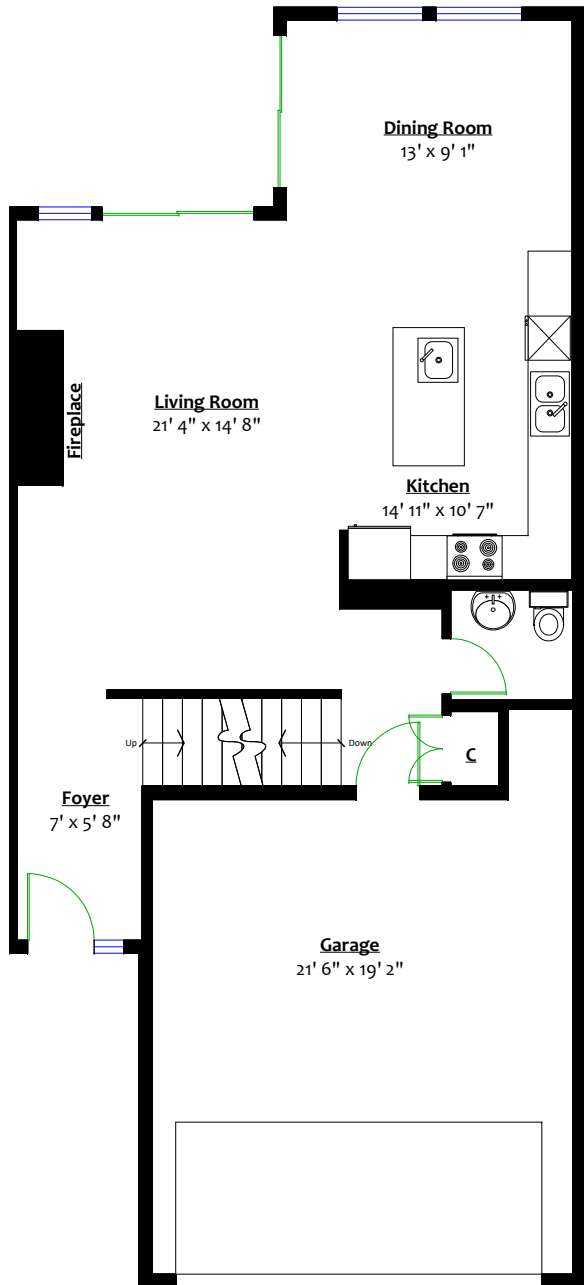 Dining Room
13' x 9' 1"
Fireplace
Living Room
21' 4" x 14' 8"
Kitchen
14' 11" x 10' 7"
Up
Down
C
Foyer
7' x 5' 8"
Garage
21' 6" x 19' 2"